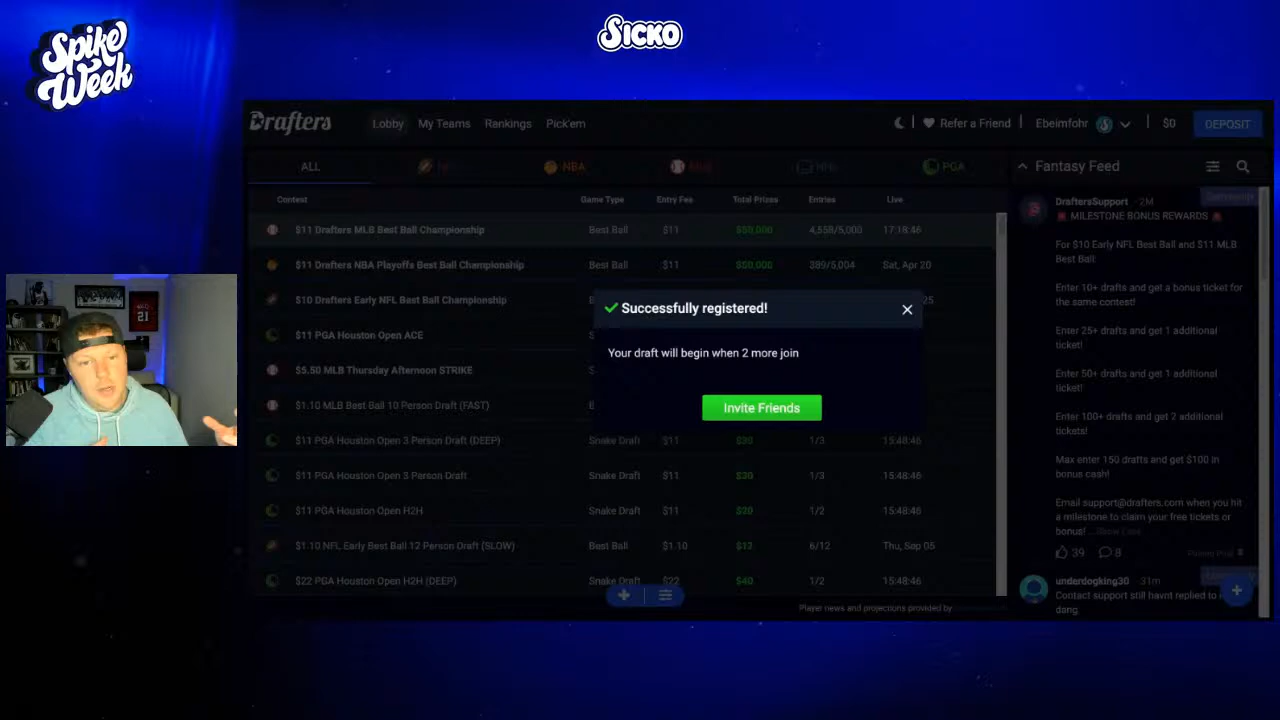 Spike
Week
SICKO
Drafters
Lobby
My Teams
Rankings
Pick'em
Refer a Friend
Ebeimfohr
$0
DEPOSIT
ALL
NBA
PGA
Fantasy Feed
Contest
Game Type
Entry Fee
Total Prizes
Entries
Live
$11 Drafters MLB Best Ball Championship
Best Ball
$11
$50,000
4,558/5,000
17:18:46
$11 Drafters NBA Playoffs Best Ball Championship
Best Ball
$11
$50,000
389/5,004
Sat, Apr 20
$10 Drafters Early NFL Best Ball Championship
$11 PGA Houston Open ACE
$5.50 MLB Thursday Afternoon STRIKE
$1.10 MLB Best Ball 10 Person Draft (FAST)
$11 PGA Houston Open 3 Person Draft (DEEP)
Snake Draft
$11
$30
1/3
15:48:46
$11 PGA Houston Open 3 Person Draft
Snake Draft
$11
$30
1/3
15:48:46
$11 PGA Houston Open H2H
Snake Draft
$11
$20
1/2
15:48:46
$1.10 NFL Early Best Ball 12 Person Draft (SLOW)
Best Ball
$1.10
$12
6/12
Thu, Sep 05
$22 PGA Houston Open H2H (DEEP)
Snake Draft
$22
$40
1/2
15:48:46
Successfully registered!
Your draft will begin when 2 more join
Invite Friends
Player news and projections provided by
DraftersSupport · 2M
MILESTONE BONUS REWARDS
For $10 Early NFL Best Ball and $11 MLB
Best Ball:
Enter 10+ drafts and get a bonus ticket for
the same contest!
Enter 25+ drafts and get 1 additional
ticket!
Enter 50+ drafts and get 1 additional
ticket!
Enter 100+ drafts and get 2 additional
tickets!
Max enter 150 drafts and get $100 in
bonus cash!
Email support@drafters.com when you hit
a milestone to claim your free tickets or
bonus! ... Show More
39
8
underdogking30 · 31m
Contact support still havnt replied to
dang.
21